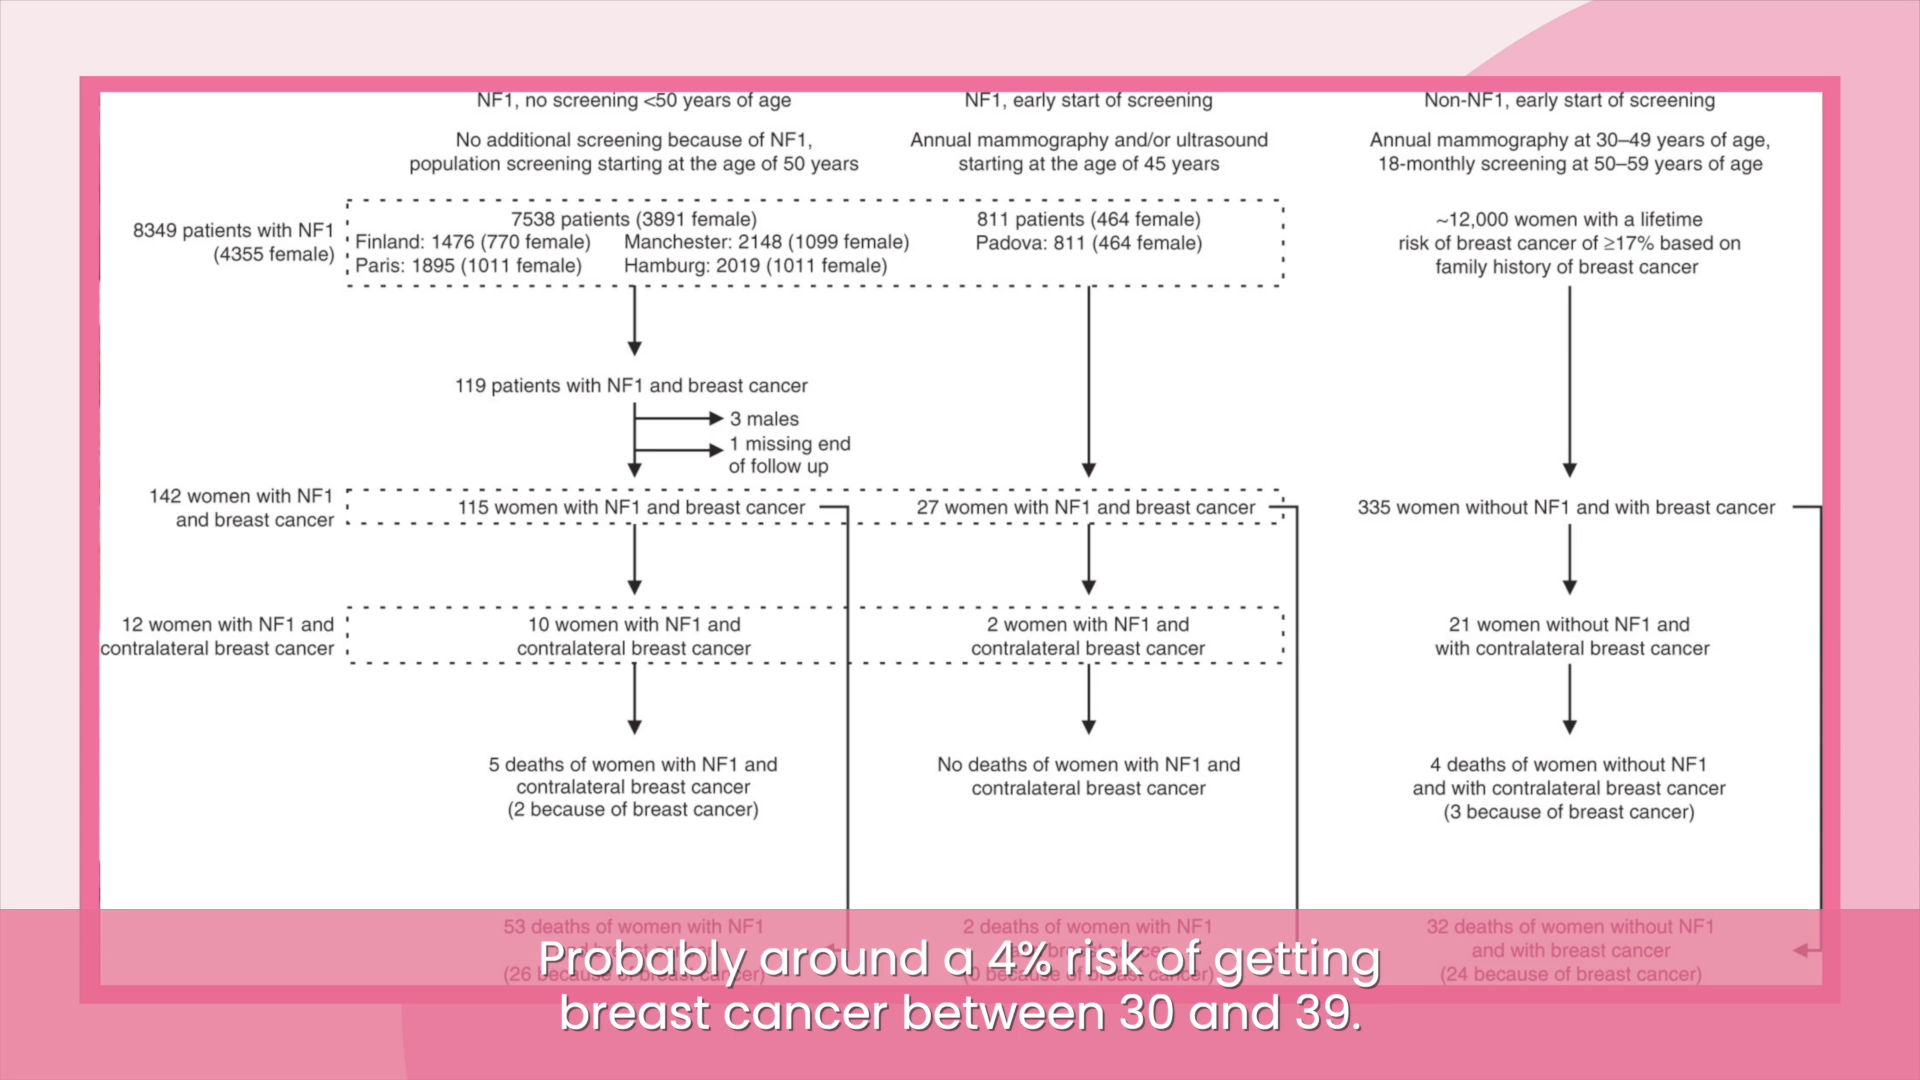 NF1, no screening <50 years of age
No additional screening because of NF1,
population screening starting at the age of 50 years
NF1, early start of screening
Annual mammography and/or ultrasound
starting at the age of 45 years
Non-NF1, early start of screening
Annual mammography at 30–49 years of age,
18-monthly screening at 50–59 years of age
8349 patients with NF1
(4355 female)
7538 patients (3891 female)
Finland: 1476 (770 female) Manchester: 2148 (1099 female)
Paris: 1895 (1011 female) Hamburg: 2019 (1011 female)
811 patients (464 female)
Padova: 811 (464 female)
~12,000 women with a lifetime
risk of breast cancer of ≥17% based on
family history of breast cancer
119 patients with NF1 and breast cancer
3 males
1 missing end
of follow up
142 women with NF1
and breast cancer
115 women with NF1 and breast cancer
27 women with NF1 and breast cancer
335 women without NF1 and with breast cancer
12 women with NF1 and
contralateral breast cancer
10 women with NF1 and
contralateral breast cancer
2 women with NF1 and
contralateral breast cancer
21 women without NF1 and
with contralateral breast cancer
5 deaths of women with NF1 and
contralateral breast cancer
(2 because of breast cancer)
No deaths of women with NF1 and
contralateral breast cancer
4 deaths of women without NF1
and with contralateral breast cancer
(3 because of breast cancer)
53 deaths of women with NF1
(26 because of breast cancer)
2 deaths of women with NF1
(0 because of breast cancer)
32 deaths of women without NF1
and with breast cancer
(24 because of breast cancer)
Probably around a 4% risk of getting
breast cancer between 30 and 39.